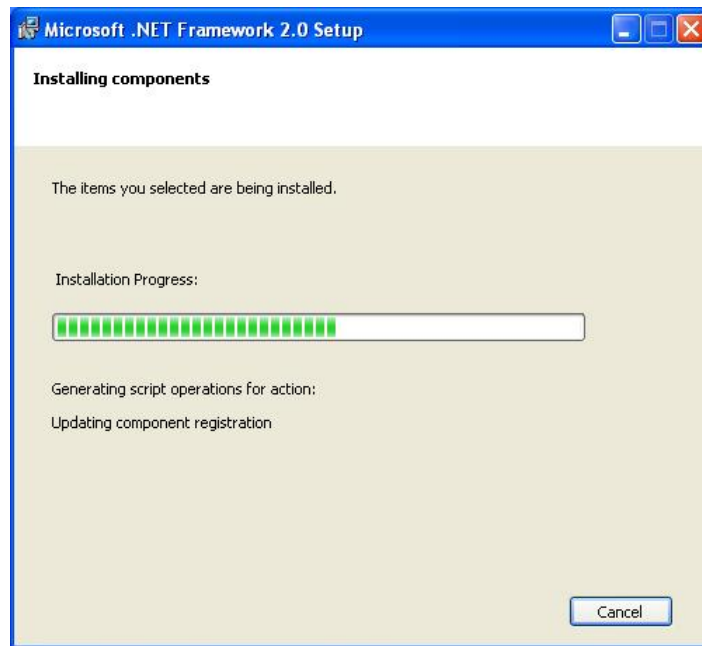 Microsoft .NET Framework 2.0 Setup
Installing components
The items you selected are being installed.
Installation Progress:
Generating script operations for action:
Updating component registration
Cancel